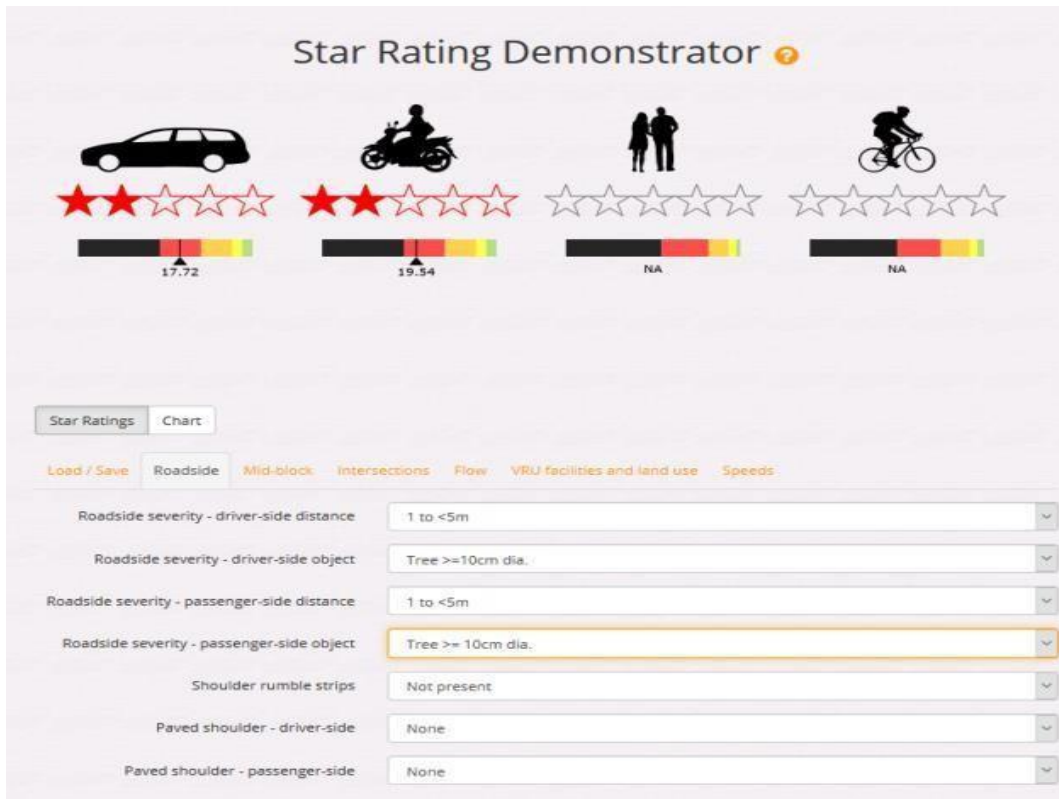 Star Rating Demonstrator ?
17.72 19.54 NA NA
Star Ratings Chart
Load / Save Roadside Mid-block Intersections Flow VRU facilities and land use Speeds
Roadside severity - driver-side distance 1 to <5m
Roadside severity - driver-side object Tree >=10cm dia.
Roadside severity - passenger-side distance 1 to <5m
Roadside severity - passenger-side object Tree >= 10cm dia.
Shoulder rumble strips Not present
Paved shoulder - driver-side None
Paved shoulder - passenger-side None